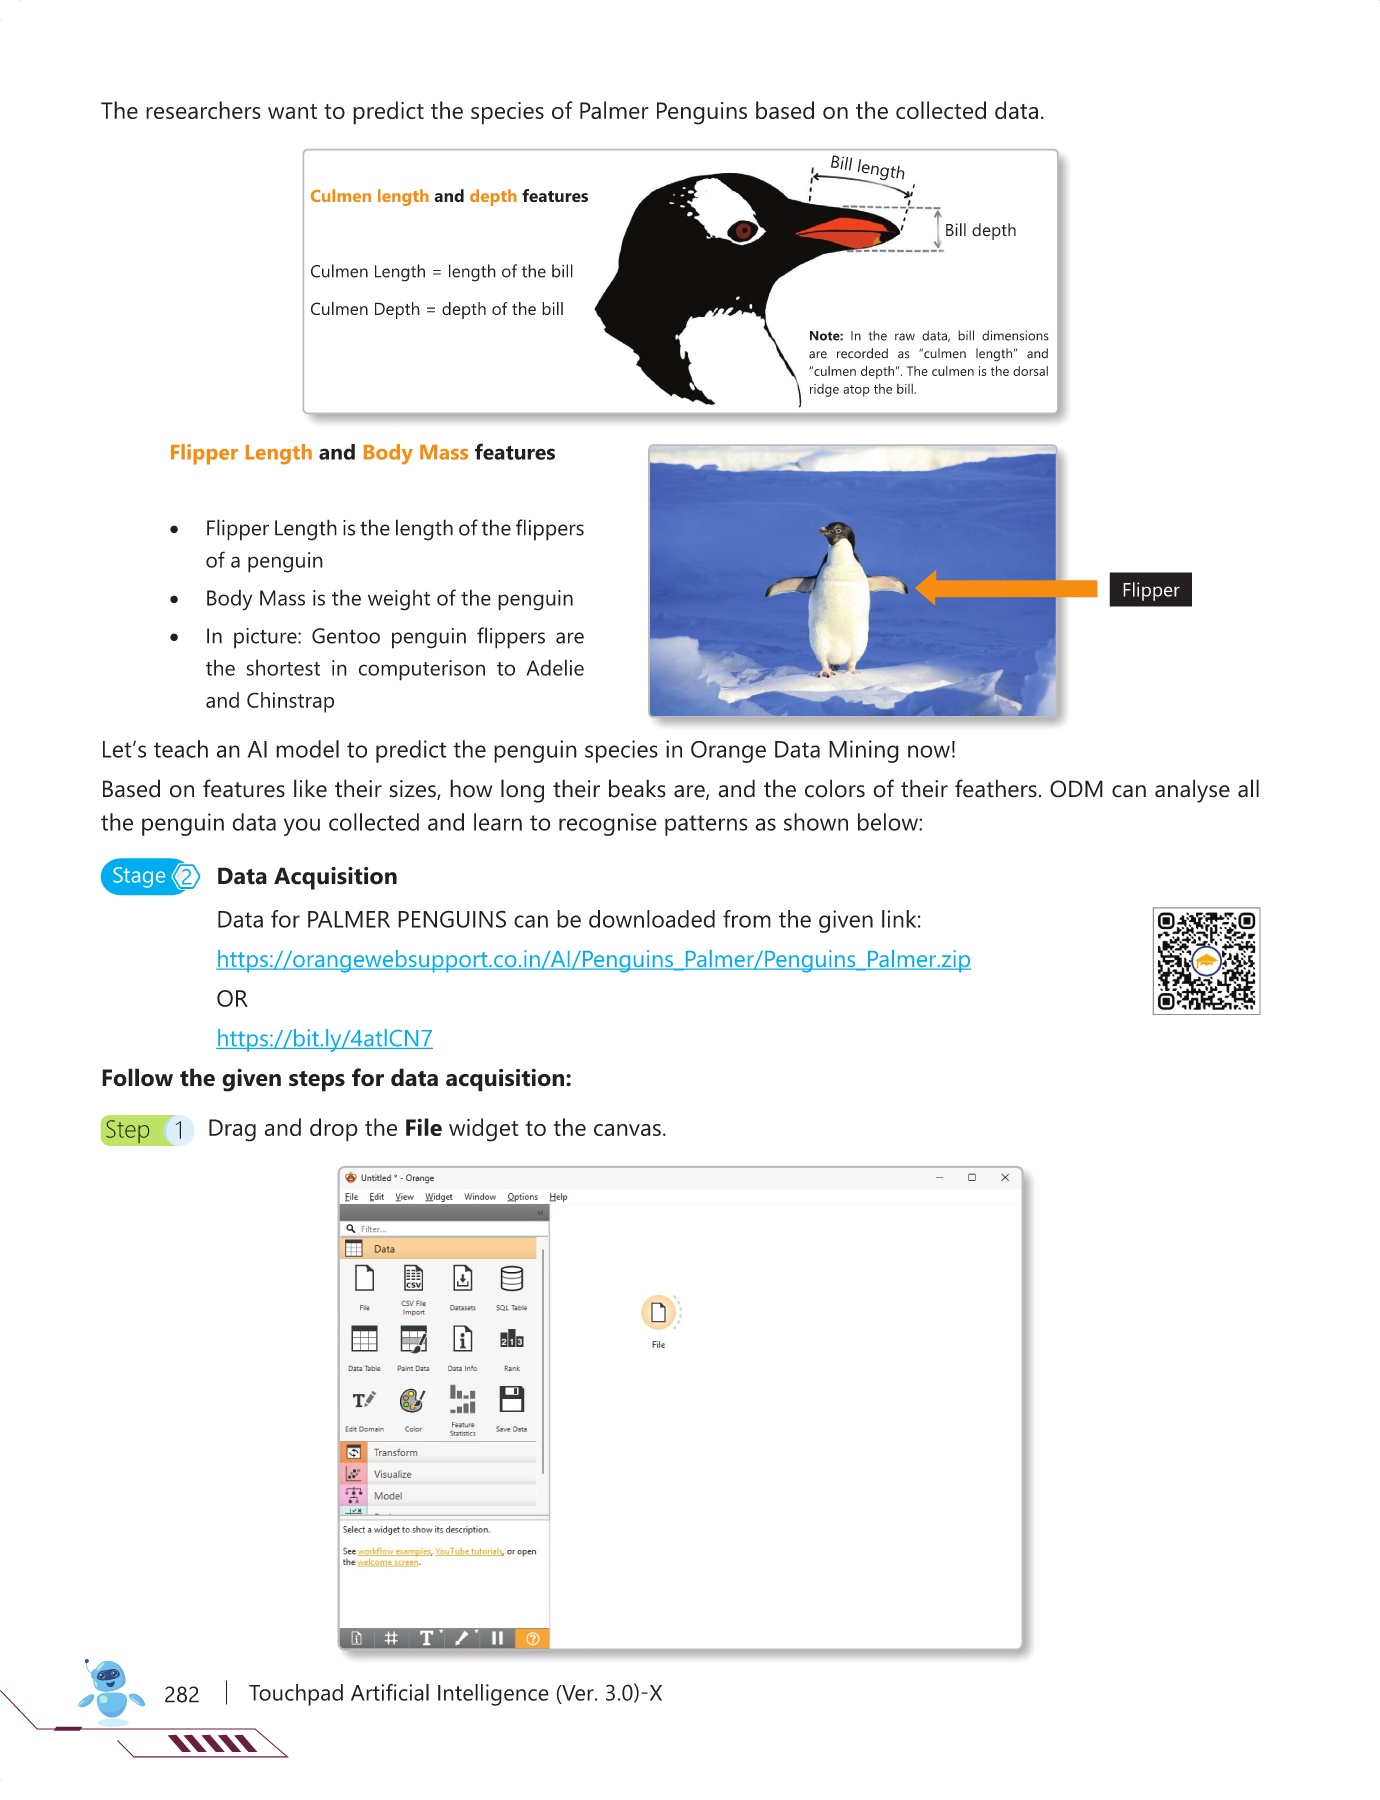 The researchers want to predict the species of Palmer Penguins based on the collected data.
Culmen length and depth features
Culmen Length = length of the bill
Culmen Depth = depth of the bill
Bill length
Bill depth
Note: In the raw data, bill dimensions
are recorded as “culmen length” and
“culmen depth”. The culmen is the dorsal
ridge atop the bill.
Flipper Length and Body Mass features
• Flipper Length is the length of the flippers
of a penguin
• Body Mass is the weight of the penguin
• In picture: Gentoo penguin flippers are
the shortest in computerison to Adelie
and Chinstrap
Flipper
Let’s teach an AI model to predict the penguin species in Orange Data Mining now!
Based on features like their sizes, how long their beaks are, and the colors of their feathers. ODM can analyse all
the penguin data you collected and learn to recognise patterns as shown below:
Stage 2 Data Acquisition
Data for PALMER PENGUINS can be downloaded from the given link:
https://orangewebsupport.co.in/AI/Penguins_Palmer/Penguins_Palmer.zip
OR
https://bit.ly/4atlCN7
Follow the given steps for data acquisition:
Step 1 Drag and drop the File widget to the canvas.
Untitled * - Orange
File Edit View Widget Window Options Help
Filter...
Data
CSV
File
CSV File
Import
Datasets
SQL Table
2 1 3
Data Table
Paint Data
Data Info
Rank
T
Edit Domain
Color
Feature
Statistics
Save Data
Transform
Visualize
Model
File
Select a widget to show its description.
See workflow examples, YouTube tutorials, or open
the welcome screen.
T
?
282 | Touchpad Artificial Intelligence (Ver. 3.0)-X